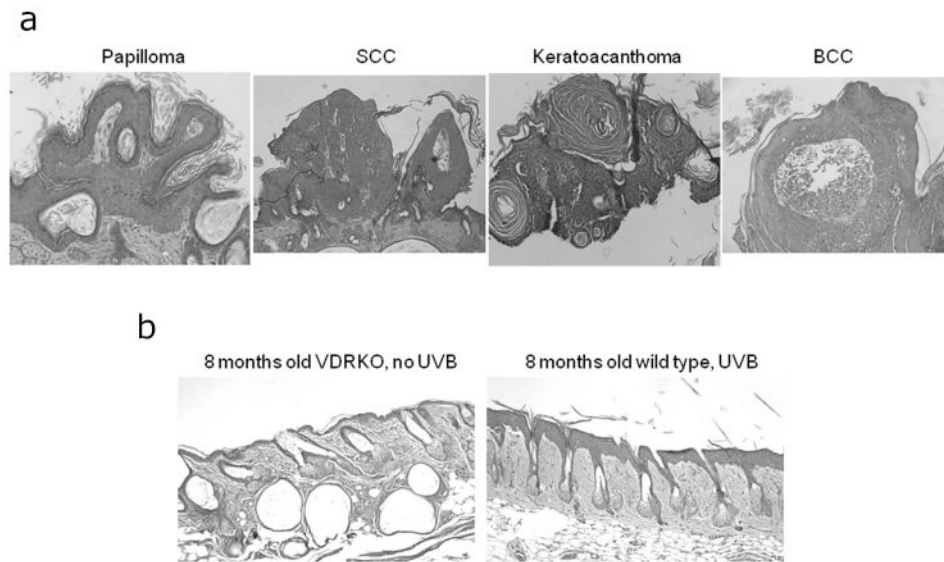 a
Papilloma
SCC
Keratoacanthoma
BCC
b
8 months old VDRKO, no UVB
8 months old wild type, UVB